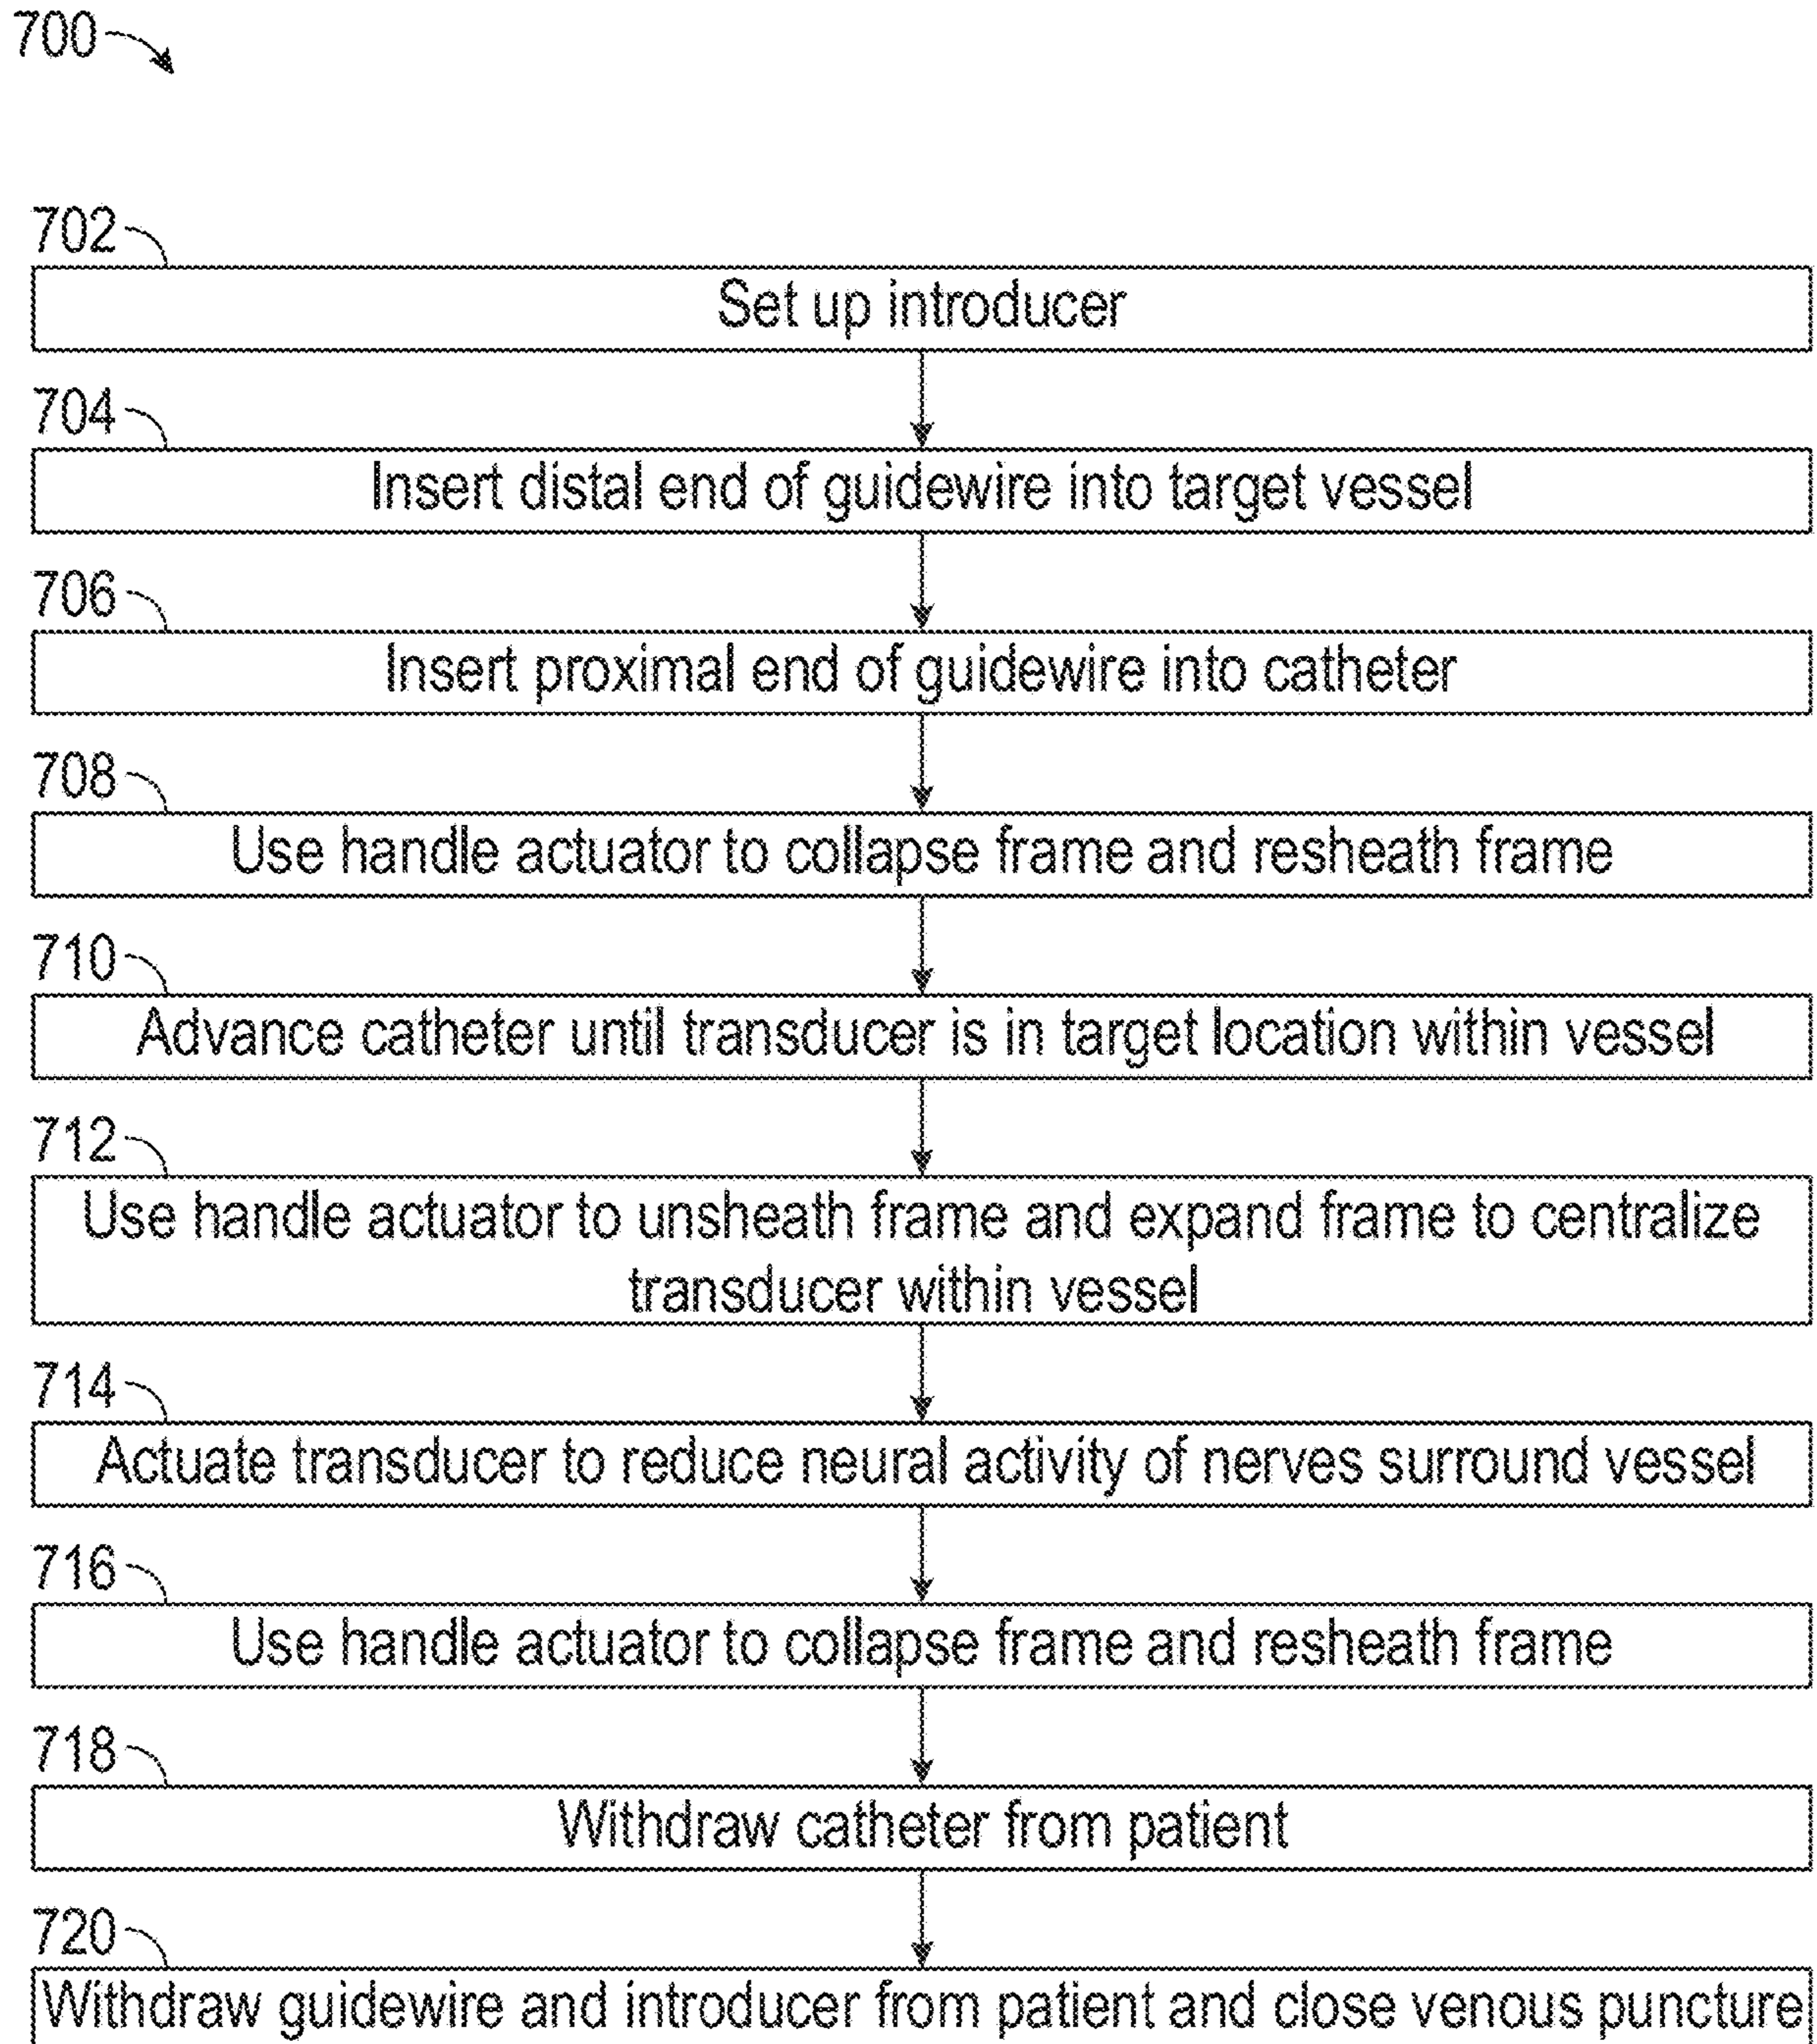 700
702
Set up introducer
704
Insert distal end of guidewire into target vessel
706
Insert proximal end of guidewire into catheter
708
Use handle actuator to collapse frame and resheath frame
710
Advance catheter until transducer is in target location within vessel
712
Use handle actuator to unsheath frame and expand frame to centralize
transducer within vessel
714
Actuate transducer to reduce neural activity of nerves surround vessel
716
Use handle actuator to collapse frame and resheath frame
718
Withdraw catheter from patient
720
Withdraw guidewire and introducer from patient and close venous puncture